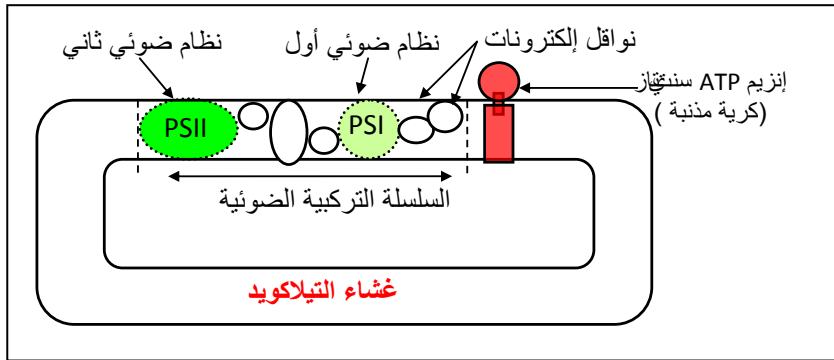 نواقل إلكترونات
نظام ضوئي أول
نظام ضوئي ثاني
إنزيم ATP سنتيتاز
(كرية مذنبة )
PSII
PSI
السلسلة التركبية الضوئية
غشاء التيلاكويد